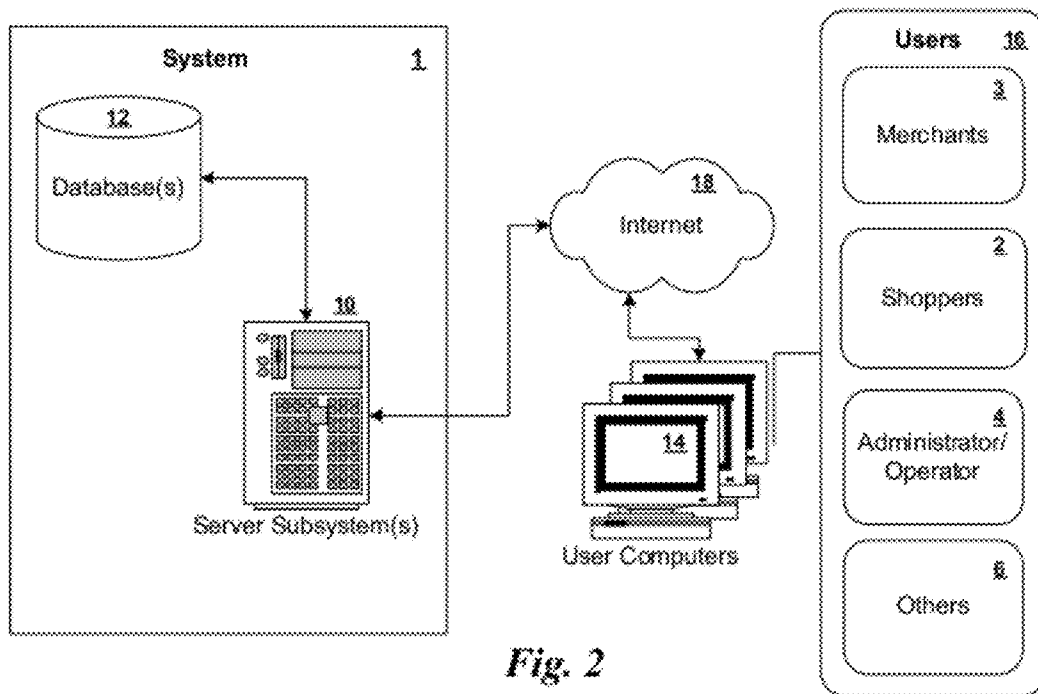 System 1
12
Database(s)
10
Server Subsystem(s)
18
Internet
14
User Computers
Users 16
3
Merchants
2
Shoppers
4
Administrator/
Operator
6
Others
Fig. 2